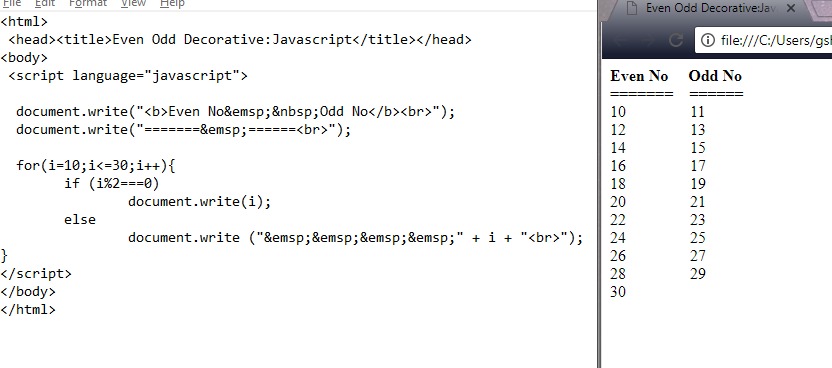 File Edit Format View Help
<html>
<head><title>Even Odd Decorative:Javascript</title></head>
<body>
<script language="javascript">
document.write("<b>Even No&emsp;&nbsp;Odd No</b><br>");
document.write("=======&emsp;======<br>");
for(i=10;i<=30;i++){
if (i%2===0)
document.write(i);
else
document.write ("&emsp;&emsp;&emsp;&emsp;" + i + "<br>");
}
</script>
</body>
</html>
Even Odd Decorative:Jav
file:///C:/Users/gsh
Even No Odd No
======= ======
10 11
12 13
14 15
16 17
18 19
20 21
22 23
24 25
26 27
28 29
30